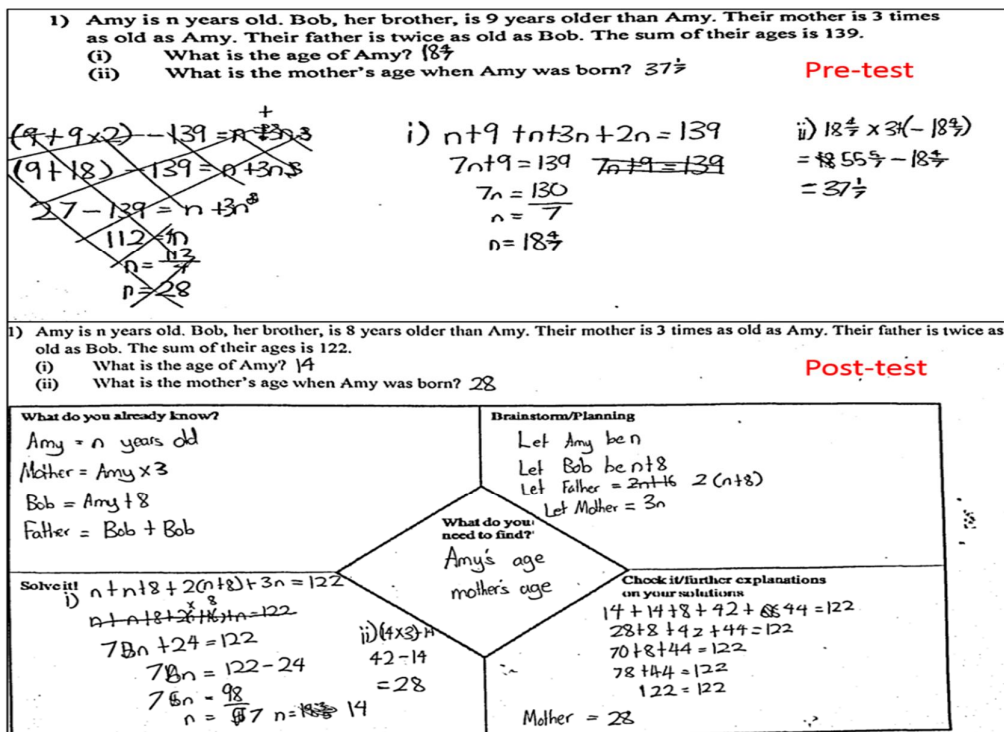 1) Amy is n years old. Bob, her brother, is 9 years older than Amy. Their mother is 3 times
as old as Amy. Their father is twice as old as Bob. The sum of their ages is 139.
(i) What is the age of Amy? 18 4/7
(ii) What is the mother's age when Amy was born? 37 1/7
Pre-test
(9+9×2) - 139 = n
(9+18) - 139 = n+3n
27 - 139 = n +3n
112
n=
n=28
i) n+9 +n+3n+2n = 139
7n+9 = 139 7n+9=139
7n = 130
n = 7
n = 18 4/7
ii) 18 4/7 × 3 (- 18 4/7)
= 55 5/7 - 18 4/7
= 37 1/7
1) Amy is n years old. Bob, her brother, is 8 years older than Amy. Their mother is 3 times as old as Amy. Their father is twice as
old as Bob. The sum of their ages is 122.
(i) What is the age of Amy? 14
(ii) What is the mother's age when Amy was born? 28
Post-test
What do you already know?
Amy = n years old
Mother = Amy × 3
Bob = Amy + 8
Father = Bob + Bob
Brainstorm/Planning
Let Amy be n
Let Bob be n+8
Let Father = 2n+16 2(n+8)
Let Mother = 3n
What do you
need to find?
Amy's age
mother's age
Solve it!
i) n+n+8+2(n+8)+3n = 122
7n +24 = 122
7n = 122-24
7n = 98
n = 7 n = 14
ii) (14×3)-14
42-14
=28
Check it/further explanations
on your solutions
14+14+8+42+44 = 122
28+8+42+44 = 122
70+8+44 = 122
78+44 = 122
122 = 122
Mother = 28